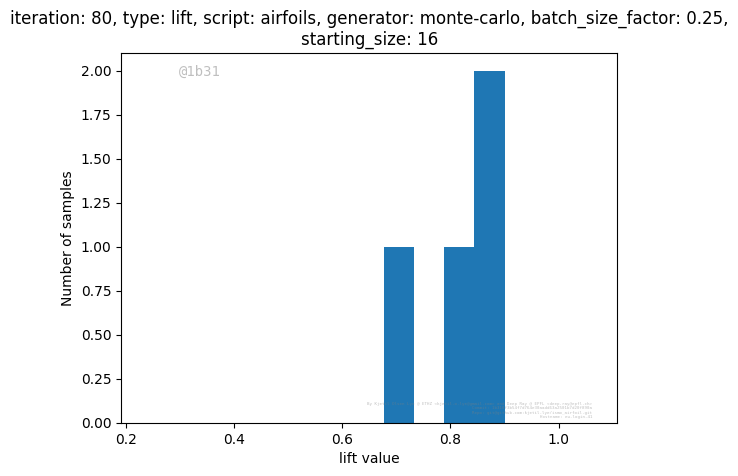 iteration: 80, type: lift, script: airfoils, generator: monte-carlo, batch_size_factor: 0.25,
starting_size: 16
@1b31
2.00
1.75
1.50
1.25
1.00
0.75
0.50
0.25
0.00
Number of samples
0.2
0.4
0.6
0.8
1.0
lift value